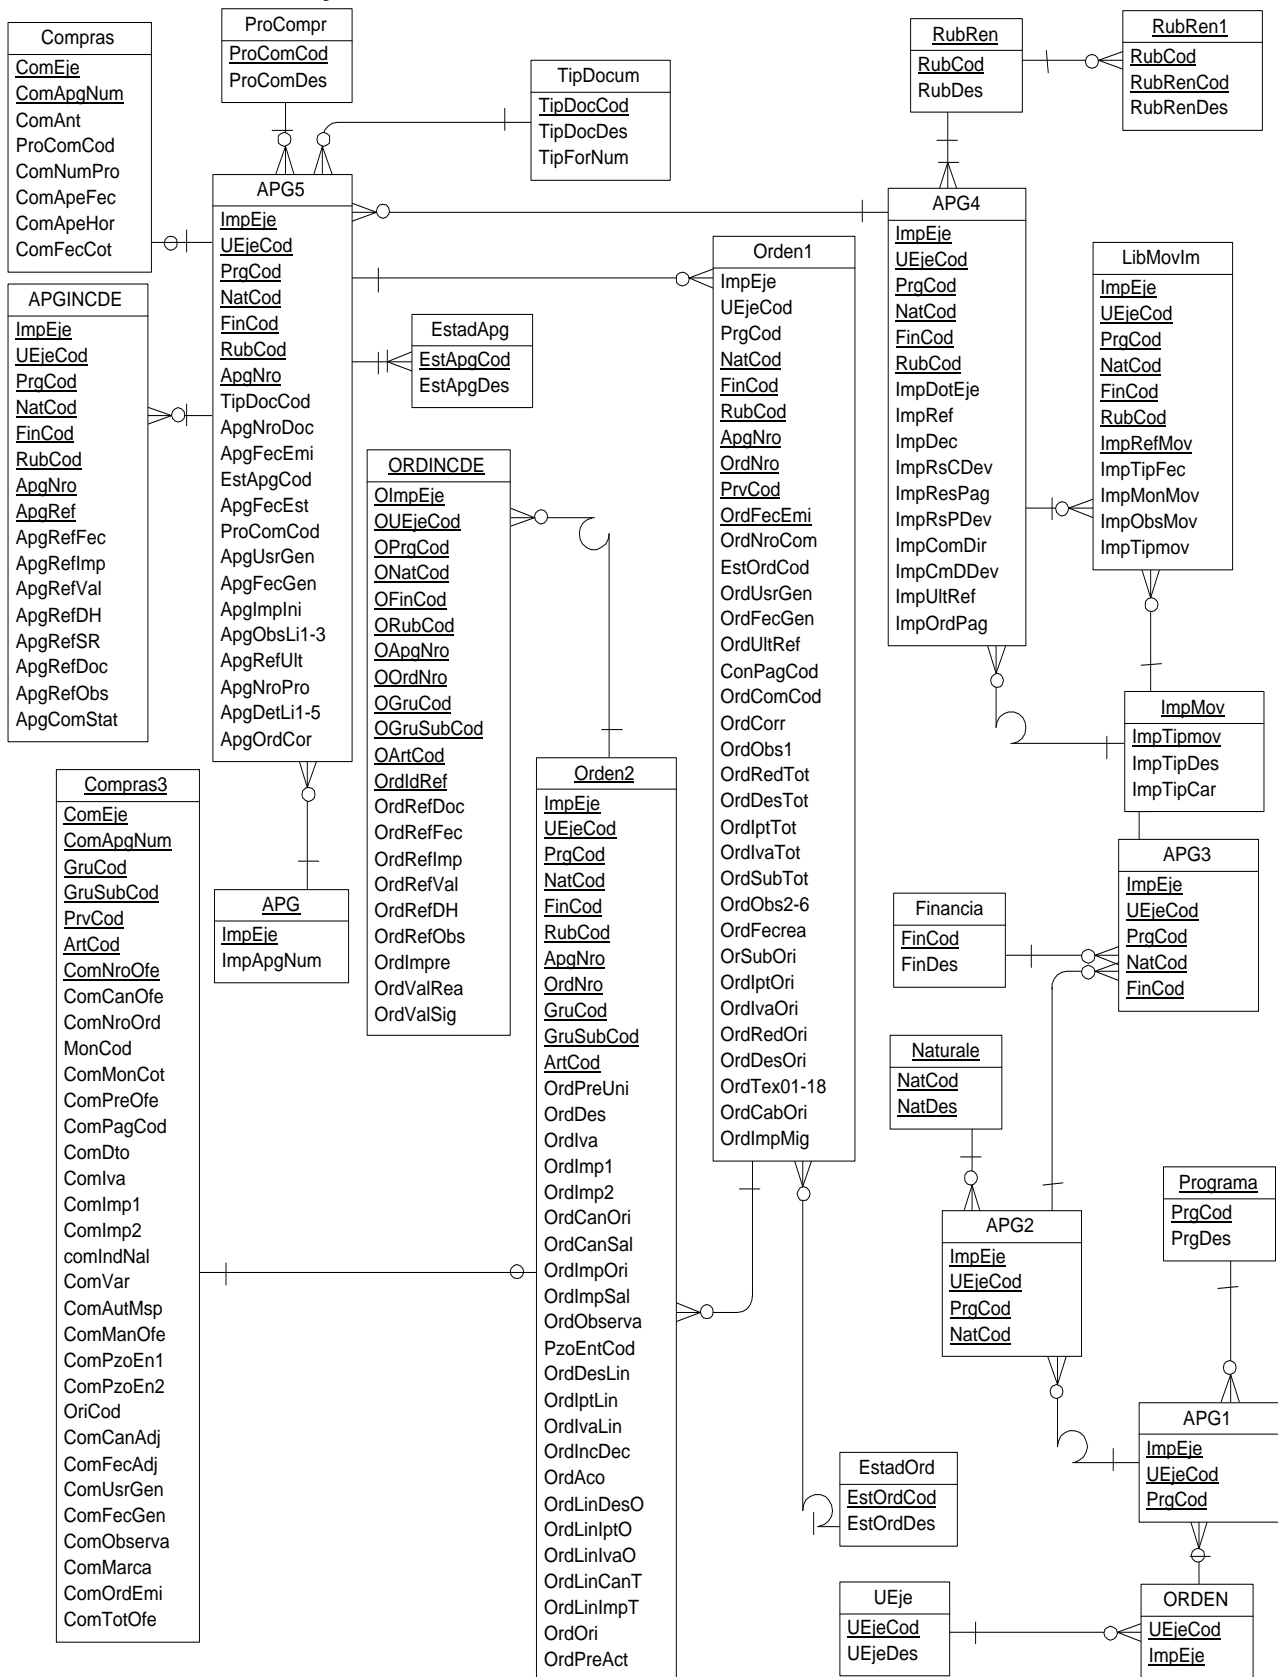 Compras
ComEje
ComApgNum
ComAnt
ProComCod
ComNumPro
ComApeFec
ComApeHor
ComFecCot
ProCompr
ProComCod
ProComDes
TipDocum
TipDocCod
TipDocDes
TipForNum
RubRen
RubCod
RubDes
RubRen1
RubCod
RubRenCod
RubRenDes
APGINCDE
ImpEje
UEjeCod
PrgCod
NatCod
FinCod
RubCod
ApgNro
ApgRef
ApgRefFec
ApgRefImp
ApgRefVal
ApgRefDH
ApgRefSR
ApgRefDoc
ApgRefObs
ApgComStat
APG5
ImpEje
UEjeCod
PrgCod
NatCod
FinCod
RubCod
ApgNro
TipDocCod
ApgNroDoc
ApgFecEmi
EstApgCod
ApgFecEst
ProComCod
ApgUsrGen
ApgFecGen
ApgImpIni
ApgObsLi1-3
ApgRefUlt
ApgNroPro
ApgDetLi1-5
ApgOrdCor
EstadApg
EstApgCod
EstApgDes
ORDINCDE
OImpEje
OUEjeCod
OPrgCod
ONatCod
OFinCod
ORubCod
OApgNro
OOrdNro
OGruCod
OGruSubCod
OArtCod
OrdIdRef
OrdRefDoc
OrdRefFec
OrdRefImp
OrdRefVal
OrdRefDH
OrdRefObs
OrdImpre
OrdValRea
OrdValSig
Orden1
ImpEje
UEjeCod
PrgCod
NatCod
FinCod
RubCod
ApgNro
OrdNro
PrvCod
OrdFecEmi
OrdNroCom
EstOrdCod
OrdUsrGen
OrdFecGen
OrdUltRef
ConPagCod
OrdComCod
OrdCorr
OrdObs1
OrdRedTot
OrdDesTot
OrdIptTot
OrdIvaTot
OrdSubTot
OrdObs2-6
OrdFecrea
OrSubOri
OrdIptOri
OrdIvaOri
OrdRedOri
OrdDesOri
OrdTex01-18
OrdCabOri
OrdImpMig
APG4
ImpEje
UEjeCod
PrgCod
NatCod
FinCod
RubCod
ImpDotEje
ImpRef
ImpDec
ImpRsCDev
ImpResPag
ImpRsPDev
ImpComDir
ImpCmDDev
ImpUltRef
ImpOrdPag
LibMovIm
ImpEje
UEjeCod
PrgCod
NatCod
FinCod
RubCod
ImpRefMov
ImpTipFec
ImpMonMov
ImpObsMov
ImpTipmov
ImpMov
ImpTipmov
ImpTipDes
ImpTipCar
Compras3
ComEje
ComApgNum
GruCod
GruSubCod
PrvCod
ArtCod
ComNroOfe
ComCanOfe
ComNroOrd
MonCod
ComMonCot
ComPreOfe
ComPagCod
ComDto
ComIva
ComImp1
ComImp2
comIndNal
ComVar
ComAutMsp
ComManOfe
ComPzoEn1
ComPzoEn2
OriCod
ComCanAdj
ComFecAdj
ComUsrGen
ComFecGen
ComObserva
ComMarca
ComOrdEmi
ComTotOfe
APG
ImpEje
ImpApgNum
Orden2
ImpEje
UEjeCod
PrgCod
NatCod
FinCod
RubCod
ApgNro
OrdNro
GruCod
GruSubCod
ArtCod
OrdPreUni
OrdDes
OrdIva
OrdImp1
OrdImp2
OrdCanOri
OrdCanSal
OrdImpOri
OrdImpSal
OrdObserva
PzoEntCod
OrdDesLin
OrdIptLin
OrdIvaLin
OrdIncDec
OrdAco
OrdLinDesO
OrdLinIptO
OrdLinIvaO
OrdLinCanT
OrdLinImpT
OrdOri
OrdPreAct
APG3
ImpEje
UEjeCod
PrgCod
NatCod
FinCod
Financia
FinCod
FinDes
Naturale
NatCod
NatDes
APG2
ImpEje
UEjeCod
PrgCod
NatCod
Programa
PrgCod
PrgDes
APG1
ImpEje
UEjeCod
PrgCod
EstadOrd
EstOrdCod
EstOrdDes
UEje
UEjeCod
UEjeDes
ORDEN
UEjeCod
ImpEje